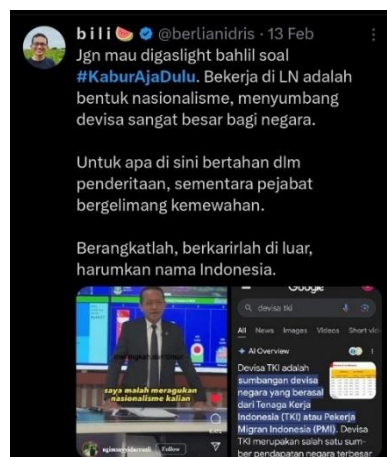 bili🍉 @berlianidris · 13 Feb
Jgn mau digaslight bahlil soal
#KaburAjaDulu. Bekerja di LN adalah
bentuk nasionalisme, menyumbang
devisa sangat besar bagi negara.
Untuk apa di sini bertahan dlm
penderitaan, sementara pejabat
bergelimang kemewahan.
Berangkatlah, berkarirlah di luar,
harumkan nama Indonesia.
saya malah meragukan
nasionalisme kalian
Follow
Google
devisa tki
All News Images Videos Short
AI Overview
Devisa TKI adalah
sumbangan devisa
negara yang berasal
dari Tenaga Kerja
Indonesia (TKI) atau Pekerja
Migran Indonesia (PMI). Devisa
TKI merupakan salah satu sum-
ber pendapatan negara terbesar